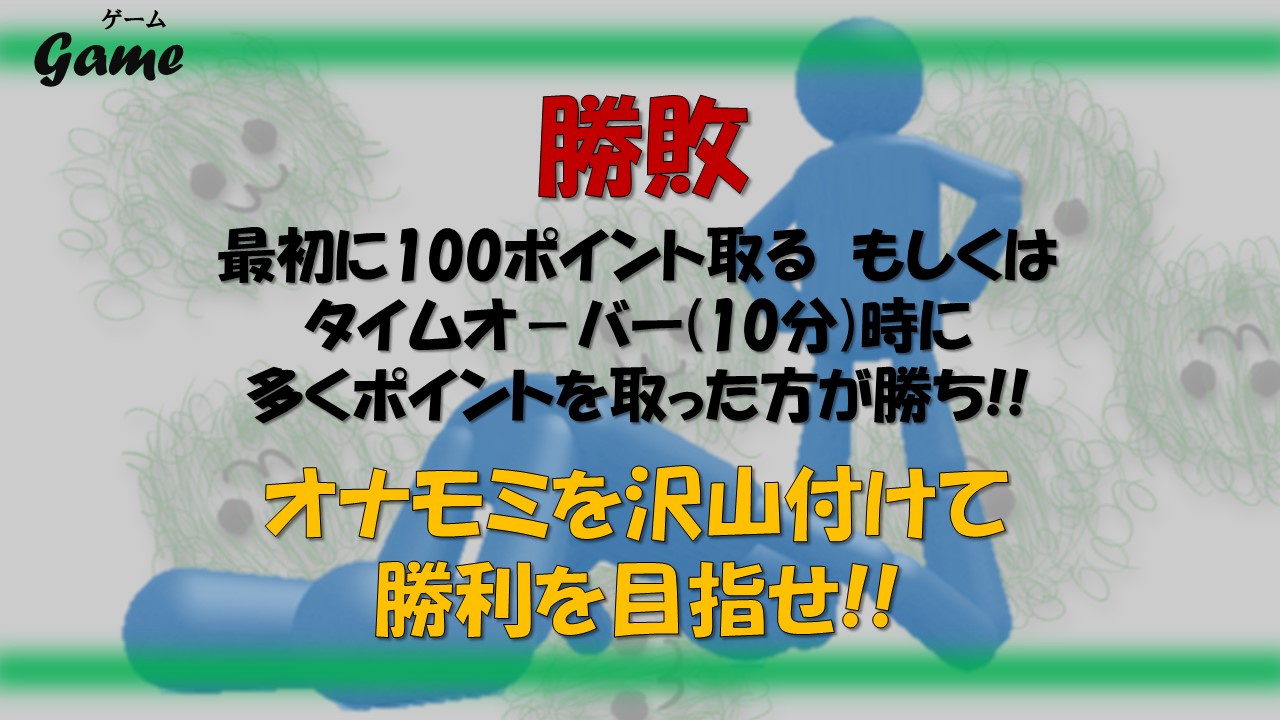 ゲーム
Game
勝敗
最初に100ポイント取る　もしくは
タイムオ－バー(10分)時に
多くポイントを取った方が勝ち!!
オナモミを沢山付けて
勝利を目指せ!!